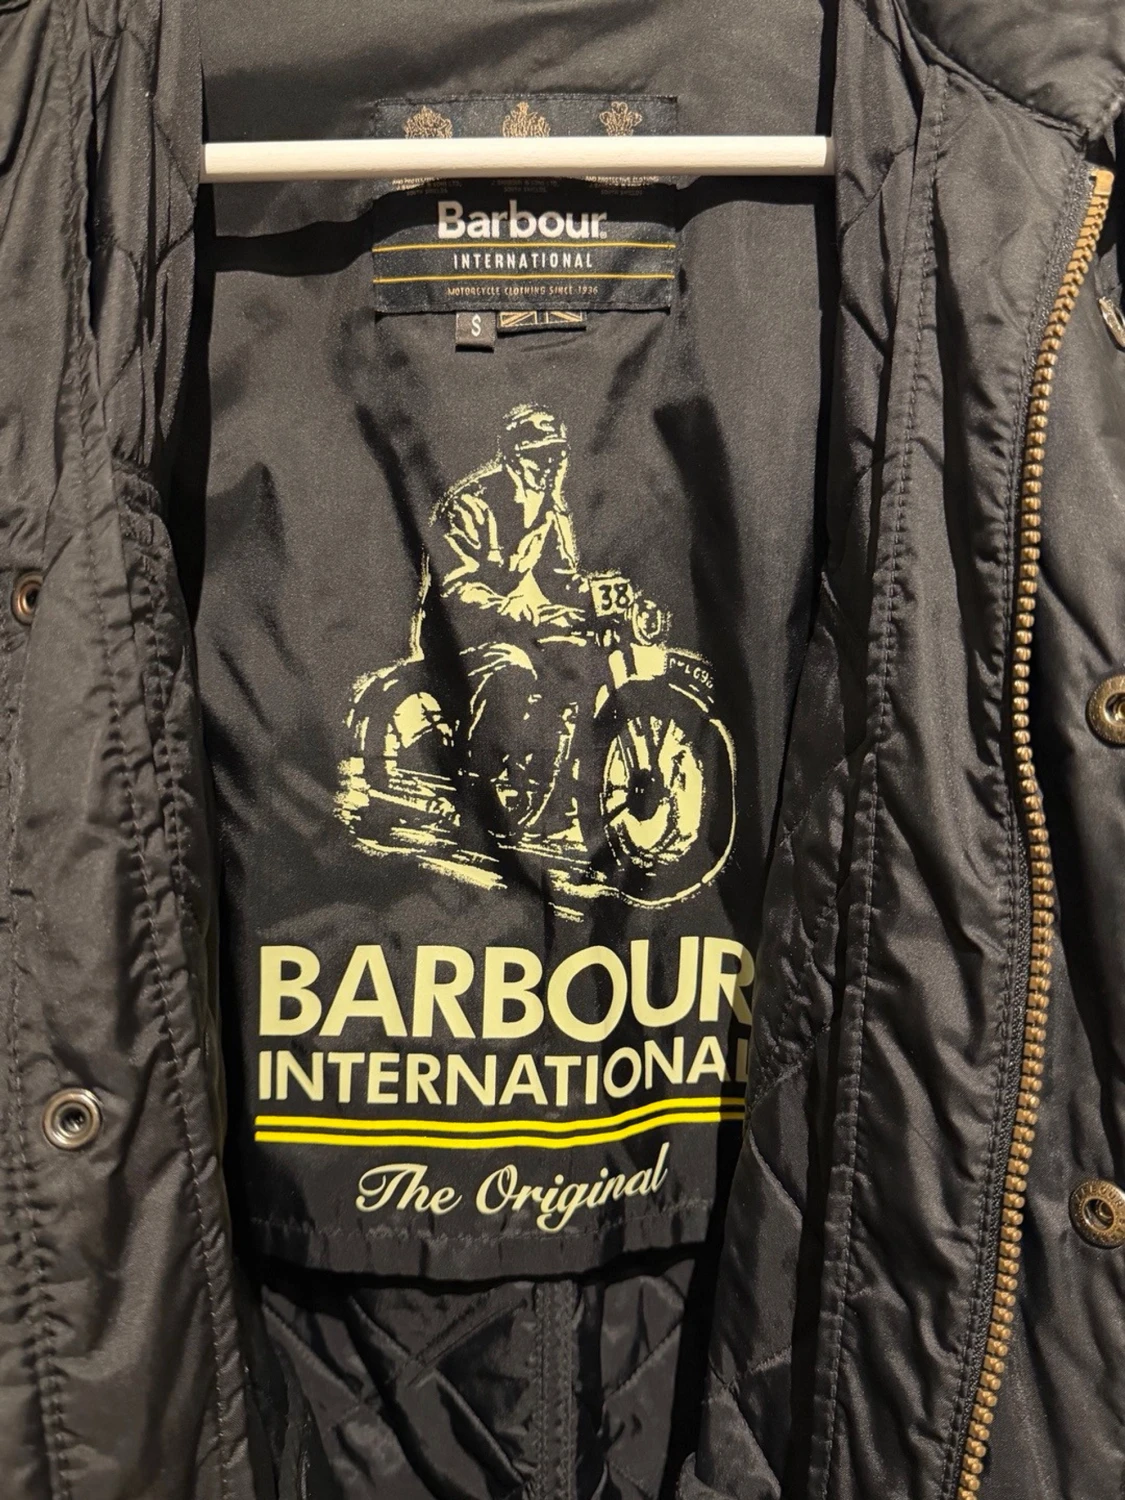 Barbour
INTERNATIONAL
MOTORCYCLE CLOTHING SINCE 1936
S
38
BARBOUR
INTERNATIONAL
The Original